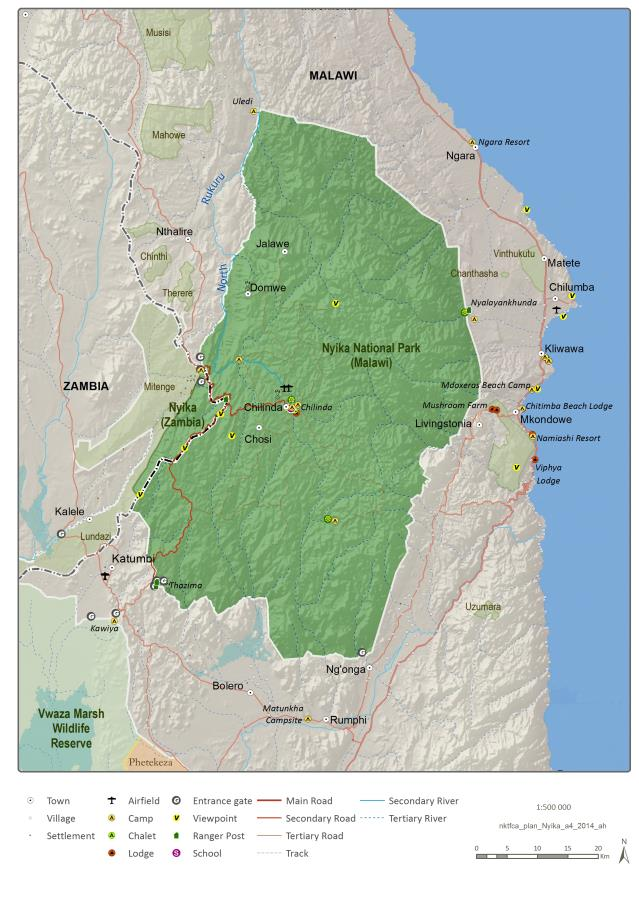 Musisi
MALAWI
Uledi
Mahowe
Ngara Resort
Ngara
Rukuru
Nthalire
Jalawe
Vinthukutu
Chinthi
Matete
Chanthasha
North
Domwe
Chilumba
Therere
Nyalayankhunda
Nyika National Park
(Malawi)
Kliwawa
ZAMBIA
Mitenge
Mdoxeras Beach Camp
Nyika
(Zambia)
Chilinda
Chilinda
Mushroom Farm
Chitimba Beach Lodge
Mkondowe
Livingstonia
Chosi
Namiashi Resort
Viphya
Lodge
Kalele
Lundazi
Katumbi
Thazima
Uzumara
Kawiya
Ng'onga
Bolero
Vwaza Marsh
Wildlife
Reserve
Matunkha
Campsite
Rumphi
Phetekeza
Town
Airfield
G
Entrance gate
Main Road
Secondary River
Village
Camp
V
Viewpoint
Secondary Road
Tertiary River
Settlement
Chalet
Ranger Post
Tertiary Road
Lodge
S
School
Track
1:500 000
nktfca_plan_Nyika_a4_2014_ah
N
0 5 10 15 20
Km